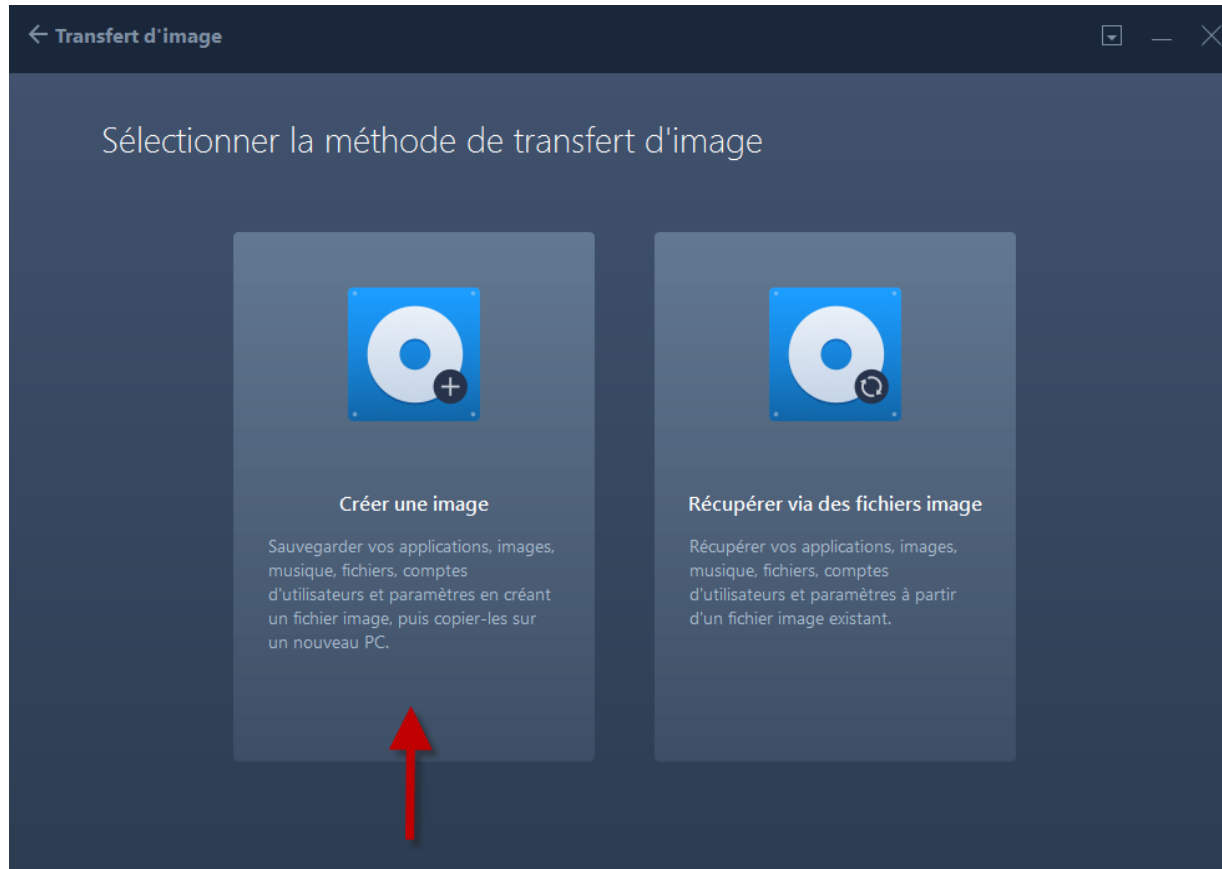 Transfert d'image
Sélectionner la méthode de transfert d'image
Créer une image
Sauvegarder vos applications, images,
musique, fichiers, comptes
d'utilisateurs et paramètres en créant
un fichier image, puis copier-les sur
un nouveau PC.
Récupérer via des fichiers image
Récupérer vos applications, images,
musique, fichiers, comptes
d'utilisateurs et paramètres à partir
d'un fichier image existant.